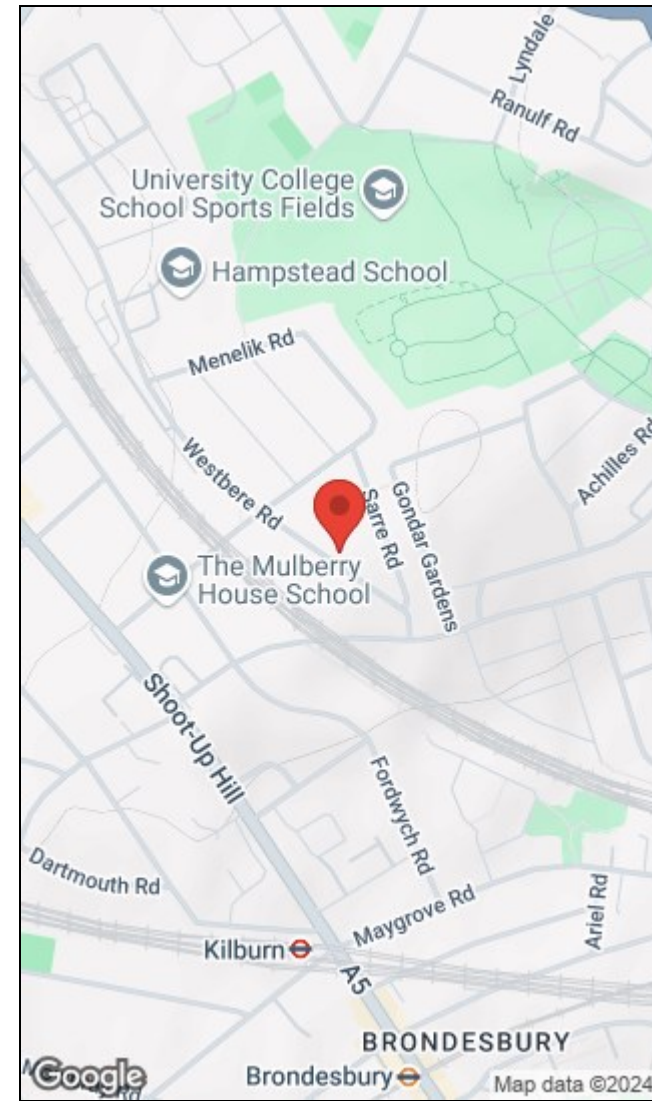 Lyndale
Ranulf Rd
University College
School Sports Fields
Hampstead School
Menelik Rd
Westbere Rd
Sarre Rd
Gondar Gardens
Achilles Rd
The Mulberry
House School
Shoot-Up Hill
Fordwych Rd
Dartmouth Rd
Maygrove Rd
Ariel Rd
Kilburn
A5
BRONDESBURY
Brondesbury
Google
Map data ©2024